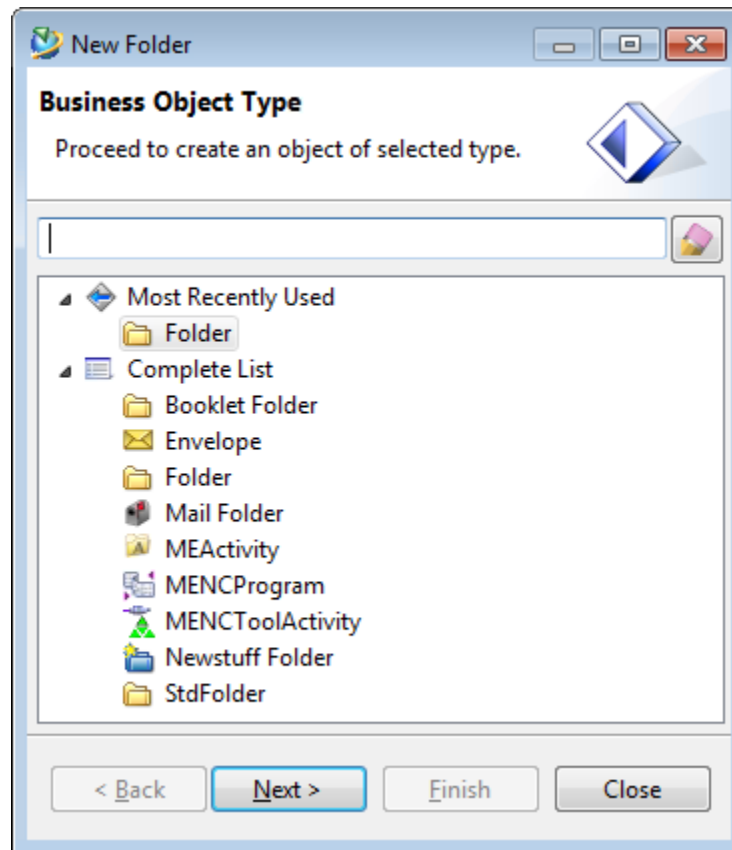 New Folder
Business Object Type
Proceed to create an object of selected type.
Most Recently Used
Folder
Complete List
Booklet Folder
Envelope
Folder
Mail Folder
MEActivity
MENCProgram
MENCToolActivity
Newstuff Folder
StdFolder
< Back Next > Finish Close